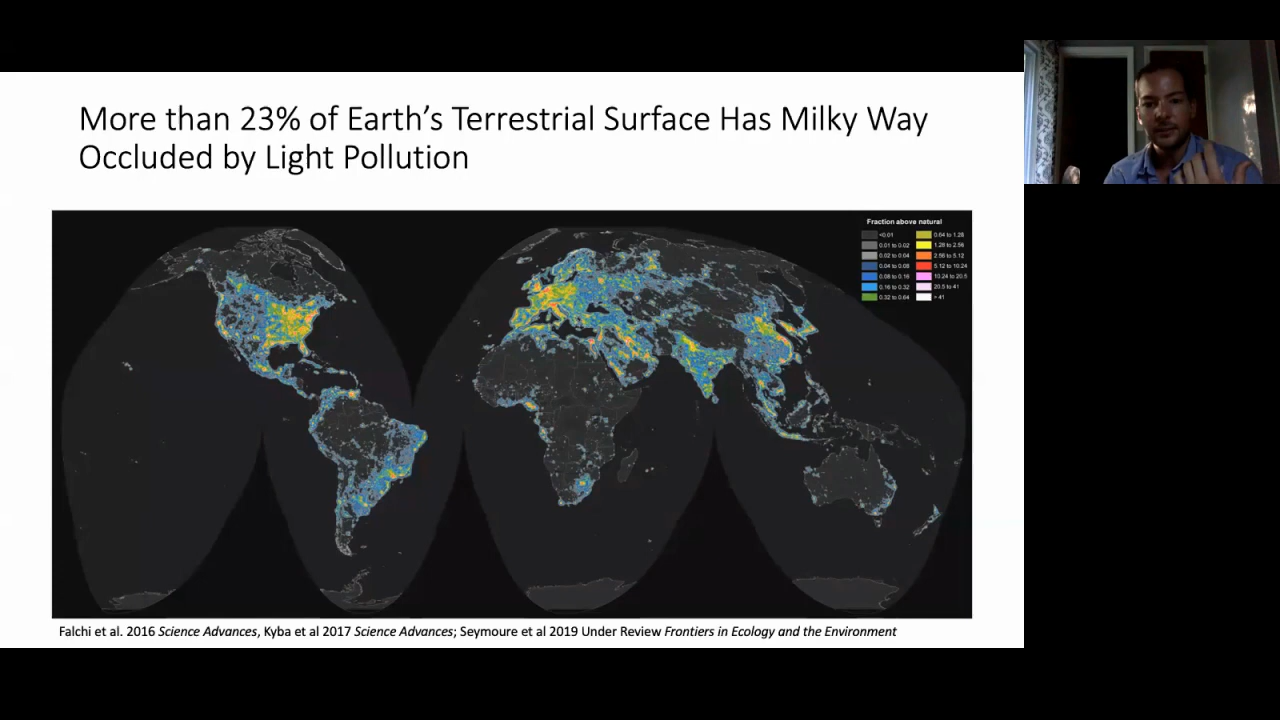 More than 23% of Earth’s Terrestrial Surface Has Milky Way
Occluded by Light Pollution
Fraction above natural
<0.01
0.01 to 0.02
0.02 to 0.04
0.04 to 0.08
0.08 to 0.16
0.16 to 0.32
0.32 to 0.64
0.64 to 1.28
1.28 to 2.56
2.56 to 5.12
5.12 to 10.24
10.24 to 20.5
20.5 to 41
> 41
Falchi et al. 2016 Science Advances, Kyba et al 2017 Science Advances; Seymoure et al 2019 Under Review Frontiers in Ecology and the Environment